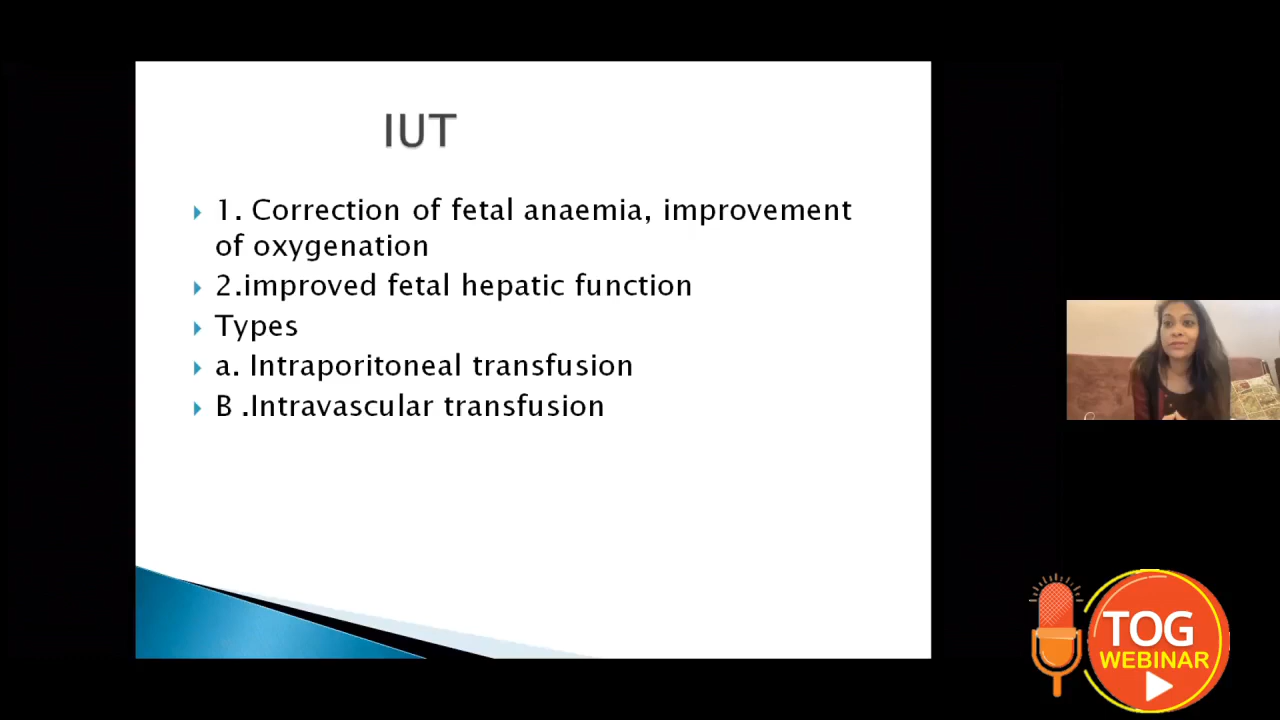 IUT
1. Correction of fetal anaemia, improvement
of oxygenation
2.improved fetal hepatic function
Types
a. Intraporitoneal transfusion
B .Intravascular transfusion
TOG
WEBINAR